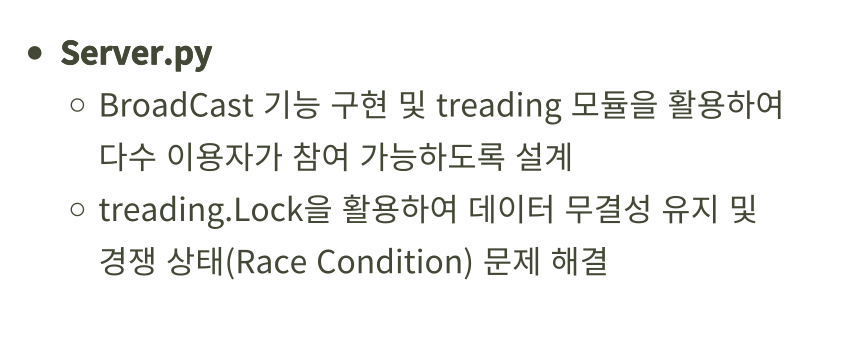 • Server.py
○ BroadCast 기능 구현 및 treading 모듈을 활용하여
다수 이용자가 참여 가능하도록 설계
○ treading.Lock을 활용하여 데이터 무결성 유지 및
경쟁 상태(Race Condition) 문제 해결